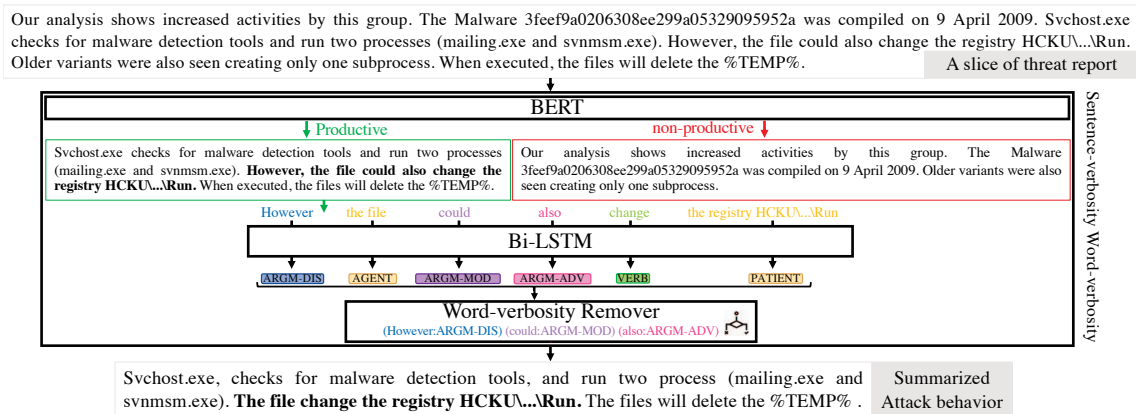 Our analysis shows increased activities by this group. The Malware 3feef9a0206308ee299a05329095952a was compiled on 9 April 2009. Svchost.exe
checks for malware detection tools and run two processes (mailing.exe and svnmsm.exe). However, the file could also change the registry HCKU\...\Run.
Older variants were also seen creating only one subprocess. When executed, the files will delete the %TEMP%.
A slice of threat report
BERT
Productive
non-productive
Svchost.exe checks for malware detection tools and run two processes
(mailing.exe and svnmsm.exe). However, the file could also change the
registry HCKU\...\Run. When executed, the files will delete the %TEMP%.
Our analysis shows increased activities by this group. The Malware
3feef9a0206308ee299a05329095952a was compiled on 9 April 2009. Older variants were also
seen creating only one subprocess.
However the file could also change the registry HCKU\...\Run
Bi-LSTM
ARGM-DIS AGENT ARGM-MOD ARGM-ADV VERB PATIENT
Word-verbosity Remover
(However:ARGM-DIS) (could:ARGM-MOD) (also:ARGM-ADV)
Sentence-verbosity Word-verbosity
Svchost.exe, checks for malware detection tools, and run two process (mailing.exe and
svnmsm.exe). The file change the registry HCKU\...\Run. The files will delete the %TEMP% .
Summarized
Attack behavior